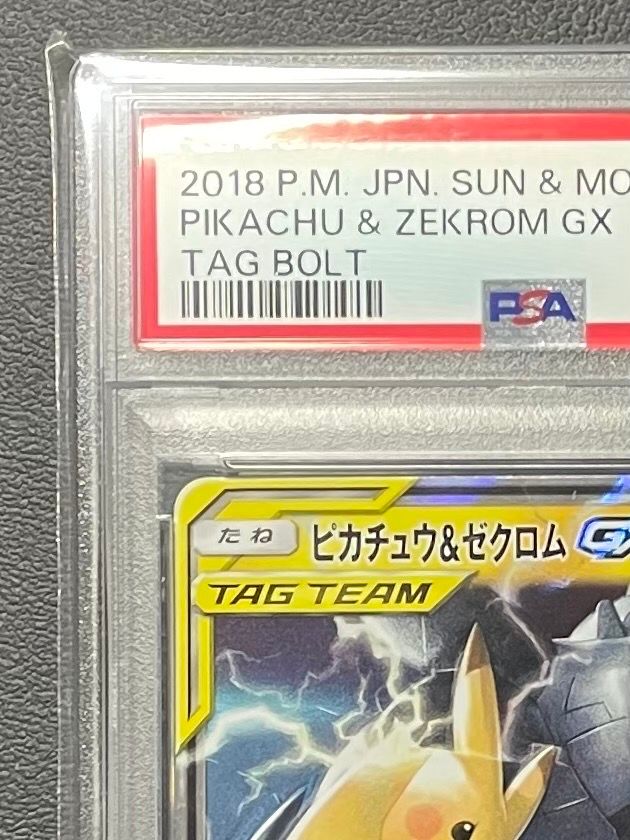 2018 P.M. JPN. SUN & MO
PIKACHU & ZEKROM GX
TAG BOLT
PSA
たね ピカチュウ&ゼクロム GX
TAG TEAM